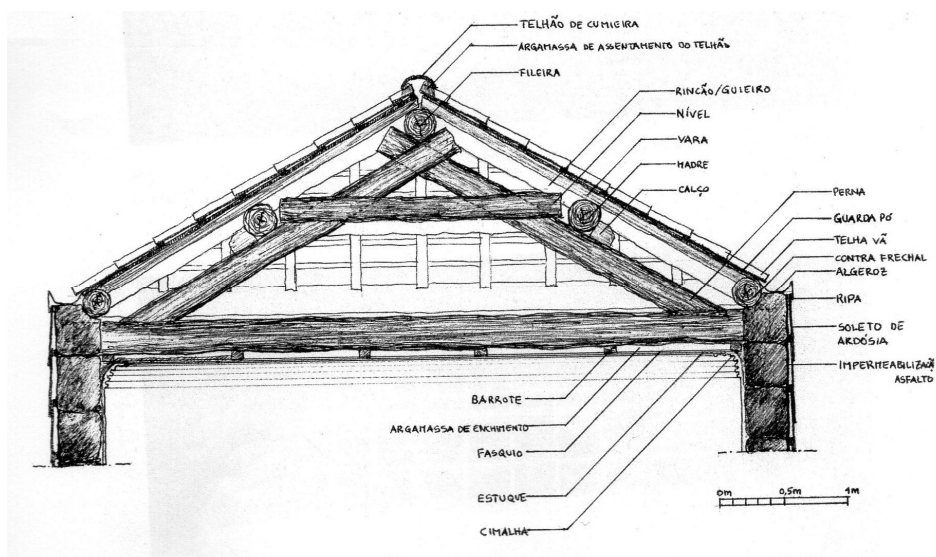 TELHÃO DE CUMIEIRA
ARGAMASSA DE ASSENTAMENTO DO TELHÃO
FILEIRA
RINCÃO/GUIEIRO
NÍVEL
VARA
MADRE
CALÇO
PERNA
GUARDA PÓ
TELHA VÃ
CONTRA FRECHAL
ALGEROZ
RIPA
SOLETO DE
ARDÓSIA
IMPERMEABILIZAÇÃO
ASFALTO
BARROTE
ARGAMASSA DE ENCHIMENTO
FASQUIO
ESTUQUE
CIMALHA
0m 0,5m 1m